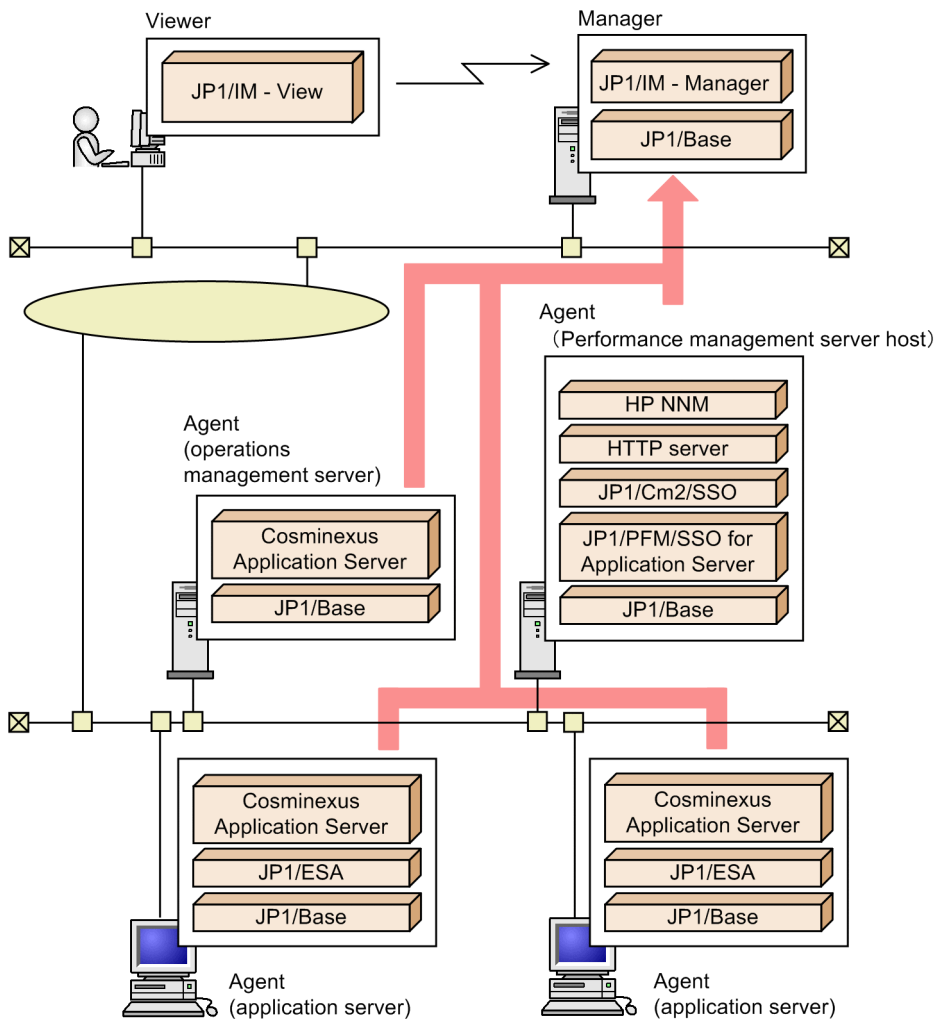 Viewer
JP1/IM - View
Manager
JP1/IM - Manager
JP1/Base
Agent
（Performance management server host）
HP NNM
HTTP server
JP1/Cm2/SSO
JP1/PFM/SSO for
Application Server
JP1/Base
Agent
(operations
management server)
Cosminexus
Application Server
JP1/Base
Cosminexus
Application Server
JP1/ESA
JP1/Base
Agent
(application server)
Cosminexus
Application Server
JP1/ESA
JP1/Base
Agent
(application server)